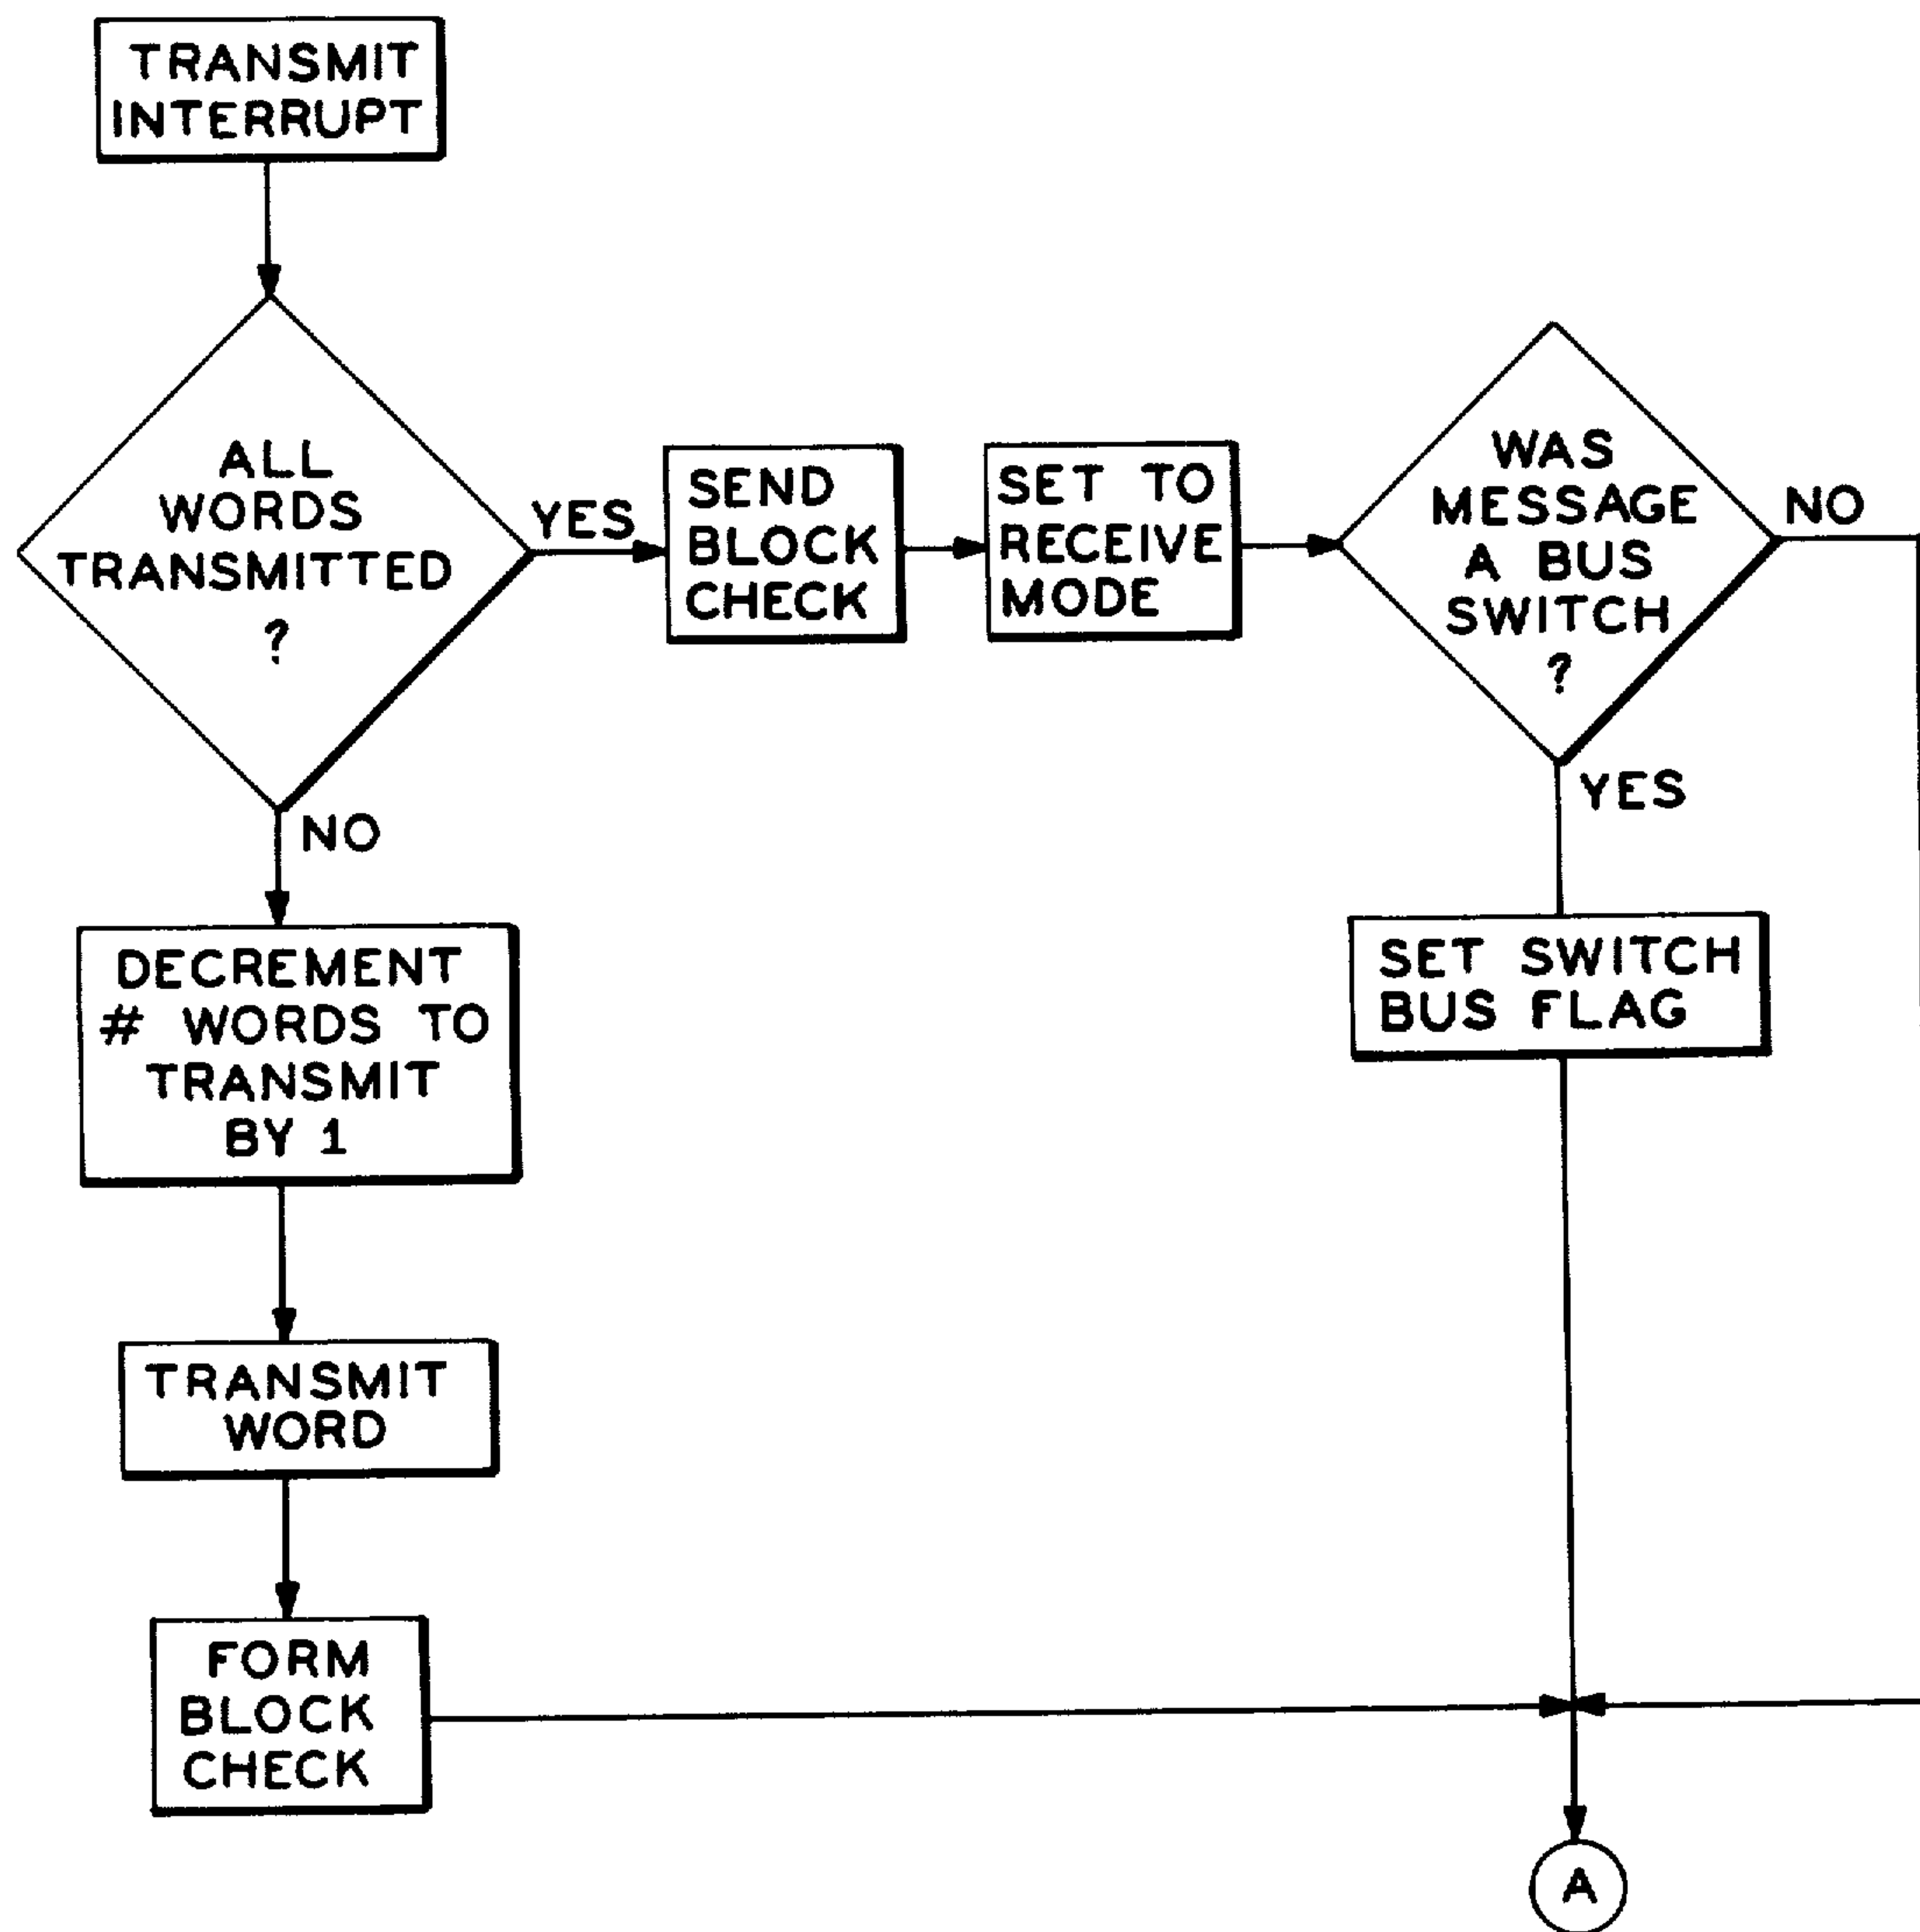 TRANSMIT
INTERRUPT
ALL
WORDS
TRANSMITTED
?
YES
NO
SEND
BLOCK
CHECK
SET TO
RECEIVE
MODE
WAS
MESSAGE
A BUS
SWITCH
?
NO
YES
SET SWITCH
BUS FLAG
DECREMENT
# WORDS TO
TRANSMIT
BY 1
TRANSMIT
WORD
FORM
BLOCK
CHECK
A